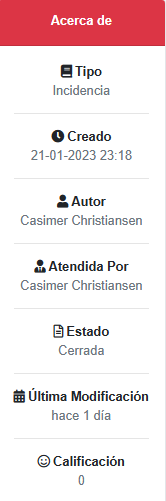 Acerca de
Tipo
Incidencia
Creado
21-01-2023 23:18
Autor
Casimer Christiansen
Atendida Por
Casimer Christiansen
Estado
Cerrada
Última Modificación
hace 1 día
Calificación
0